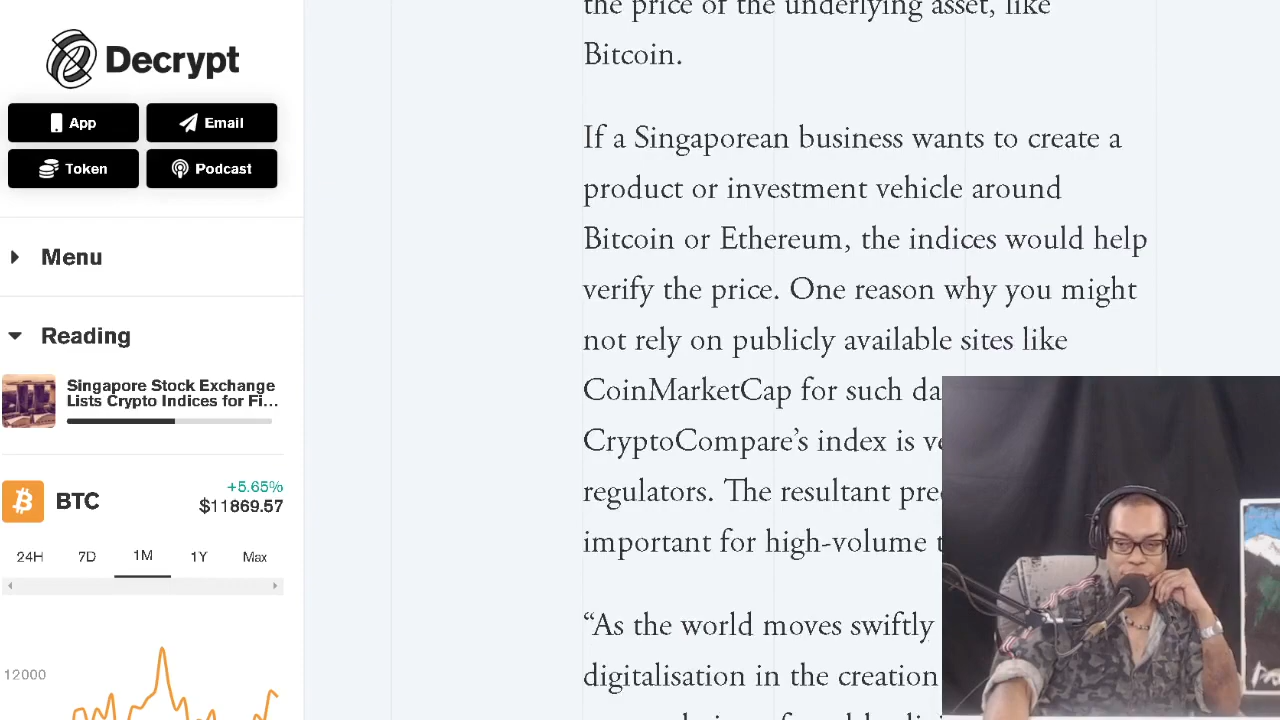 Decrypt
App
Email
Token
Podcast
Menu
Reading
Singapore Stock Exchange
Lists Crypto Indices for Fi...
BTC
+5.65%
$11869.57
24H 7D 1M 1Y Max
12000
the price of the underlying asset, like
Bitcoin.
If a Singaporean business wants to create a
product or investment vehicle around
Bitcoin or Ethereum, the indices would help
verify the price. One reason why you might
not rely on publicly available sites like
CoinMarketCap for such
CryptoCompare’s index is
regulators. The resultant
important for high-volume
“As the world moves swiftly
digitalisation in the creation